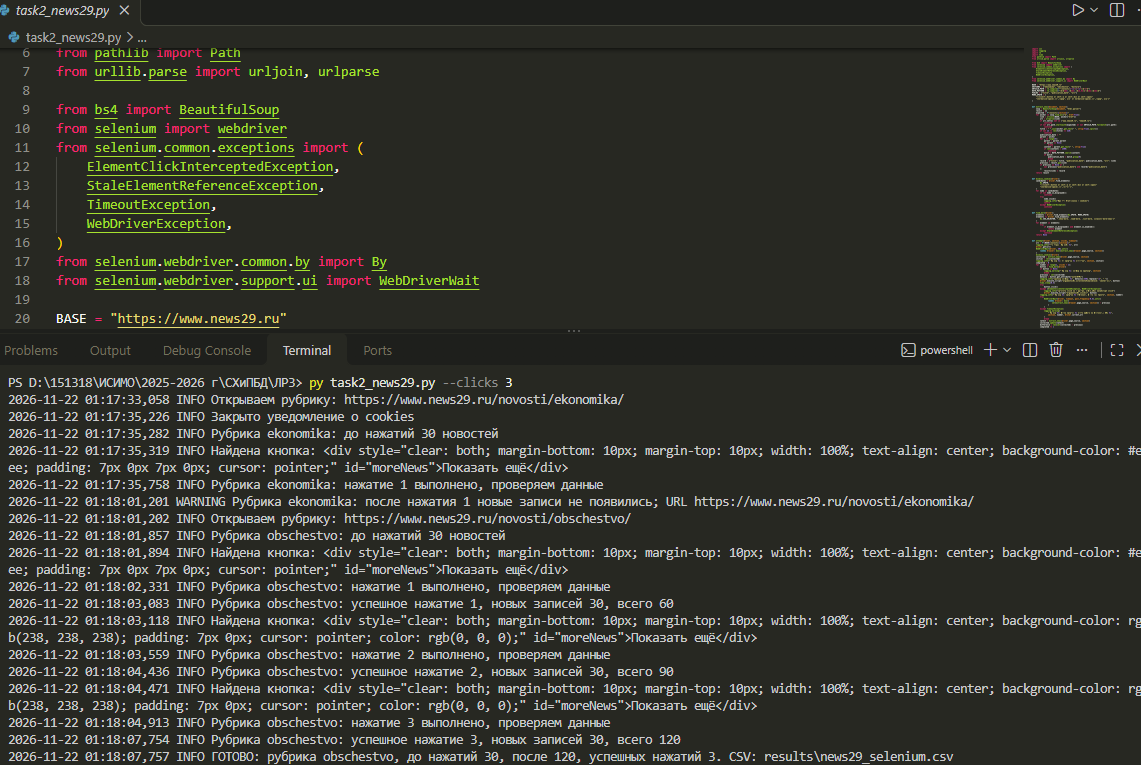 task2_news29.py
task2_news29.py > ...
6 from pathlib import Path
7 from urllib.parse import urljoin, urlparse
8
9 from bs4 import BeautifulSoup
10 from selenium import webdriver
11 from selenium.common.exceptions import (
12 ElementClickInterceptedException,
13 StaleElementReferenceException,
14 TimeoutException,
15 WebDriverException,
16 )
17 from selenium.webdriver.common.by import By
18 from selenium.webdriver.support.ui import WebDriverWait
19
20 BASE = "https://www.news29.ru"
Problems Output Debug Console Terminal Ports powershell
PS D:\151318\ИСИМО\2025-2026 г\СХиПБД\ЛР3> py task2_news29.py --clicks 3
2026-11-22 01:17:33,058 INFO Открываем рубрику: https://www.news29.ru/novosti/ekonomika/
2026-11-22 01:17:35,226 INFO Закрыто уведомление о cookies
2026-11-22 01:17:35,282 INFO Рубрика ekonomika: до нажатий 30 новостей
2026-11-22 01:17:35,319 INFO Найдена кнопка: <div style="clear: both; margin-bottom: 10px; margin-top: 10px; width: 100%; text-align: center; background-color: #e
ee; padding: 7px 0px 7px 0px; cursor: pointer;" id="moreNews">Показать ещё</div>
2026-11-22 01:17:35,758 INFO Рубрика ekonomika: нажатие 1 выполнено, проверяем данные
2026-11-22 01:18:01,201 WARNING Рубрика ekonomika: после нажатия 1 новые записи не появились; URL https://www.news29.ru/novosti/ekonomika/
2026-11-22 01:18:01,202 INFO Открываем рубрику: https://www.news29.ru/novosti/obschestvo/
2026-11-22 01:18:01,857 INFO Рубрика obschestvo: до нажатий 30 новостей
2026-11-22 01:18:01,894 INFO Найдена кнопка: <div style="clear: both; margin-bottom: 10px; margin-top: 10px; width: 100%; text-align: center; background-color: #e
ee; padding: 7px 0px 7px 0px; cursor: pointer;" id="moreNews">Показать ещё</div>
2026-11-22 01:18:02,331 INFO Рубрика obschestvo: нажатие 1 выполнено, проверяем данные
2026-11-22 01:18:03,083 INFO Рубрика obschestvo: успешное нажатие 1, новых записей 30, всего 60
2026-11-22 01:18:03,118 INFO Найдена кнопка: <div style="clear: both; margin-bottom: 10px; margin-top: 10px; width: 100%; text-align: center; background-color: rg
b(238, 238, 238); padding: 7px 0px; cursor: pointer; color: rgb(0, 0, 0);" id="moreNews">Показать ещё</div>
2026-11-22 01:18:03,559 INFO Рубрика obschestvo: нажатие 2 выполнено, проверяем данные
2026-11-22 01:18:04,436 INFO Рубрика obschestvo: успешное нажатие 2, новых записей 30, всего 90
2026-11-22 01:18:04,471 INFO Найдена кнопка: <div style="clear: both; margin-bottom: 10px; margin-top: 10px; width: 100%; text-align: center; background-color: rg
b(238, 238, 238); padding: 7px 0px; cursor: pointer; color: rgb(0, 0, 0);" id="moreNews">Показать ещё</div>
2026-11-22 01:18:04,913 INFO Рубрика obschestvo: нажатие 3 выполнено, проверяем данные
2026-11-22 01:18:07,754 INFO Рубрика obschestvo: успешное нажатие 3, новых записей 30, всего 120
2026-11-22 01:18:07,757 INFO ГОТОВО: рубрика obschestvo, до нажатий 30, после 120, успешных нажатий 3. CSV: results\news29_selenium.csv